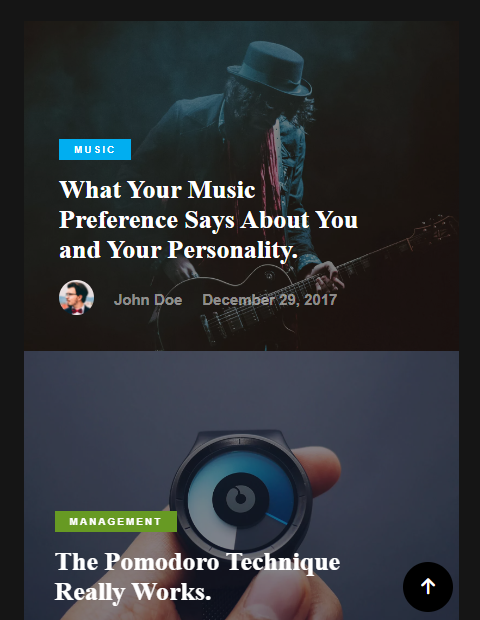 MUSIC
What Your Music
Preference Says About You
and Your Personality.
John Doe December 29, 2017
MANAGEMENT
The Pomodoro Technique
Really Works.